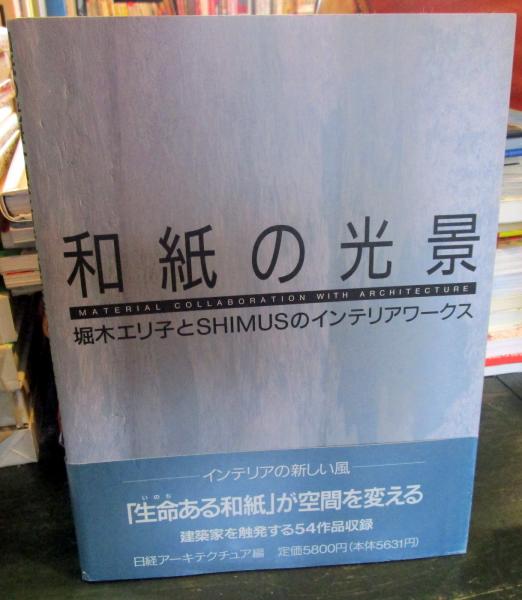 和紙の光景
MATERIAL COLLABORATION WITH ARCHITECTURE
堀木エリ子とSHIMUSのインテリアワークス
インテリアの新しい風
いのち
「生命ある和紙」が空間を変える
建築家を触発する54作品収録
日経アーキテクチュア編 定価5800円(本体5631円)